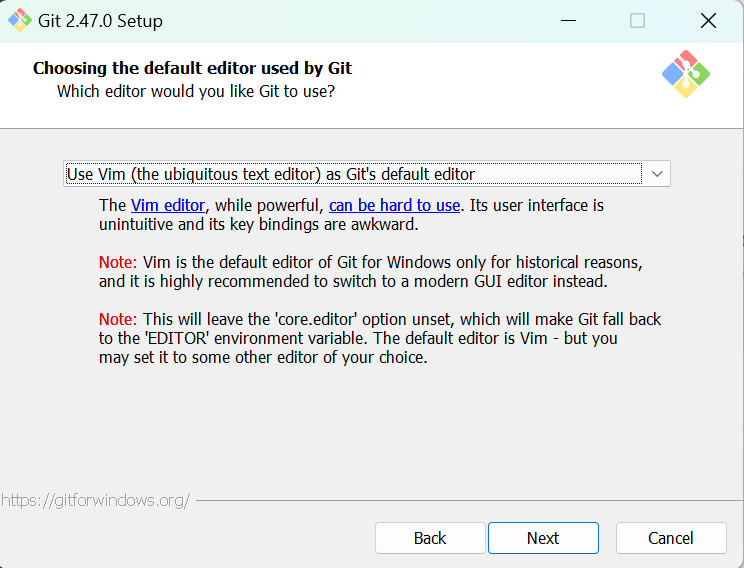 Git 2.47.0 Setup
Choosing the default editor used by Git
Which editor would you like Git to use?
Use Vim (the ubiquitous text editor) as Git's default editor
The Vim editor, while powerful, can be hard to use. Its user interface is
unintuitive and its key bindings are awkward.
Note: Vim is the default editor of Git for Windows only for historical reasons,
and it is highly recommended to switch to a modern GUI editor instead.
Note: This will leave the 'core.editor' option unset, which will make Git fall back
to the 'EDITOR' environment variable. The default editor is Vim - but you
may set it to some other editor of your choice.
https://gitforwindows.org/
Back Next Cancel